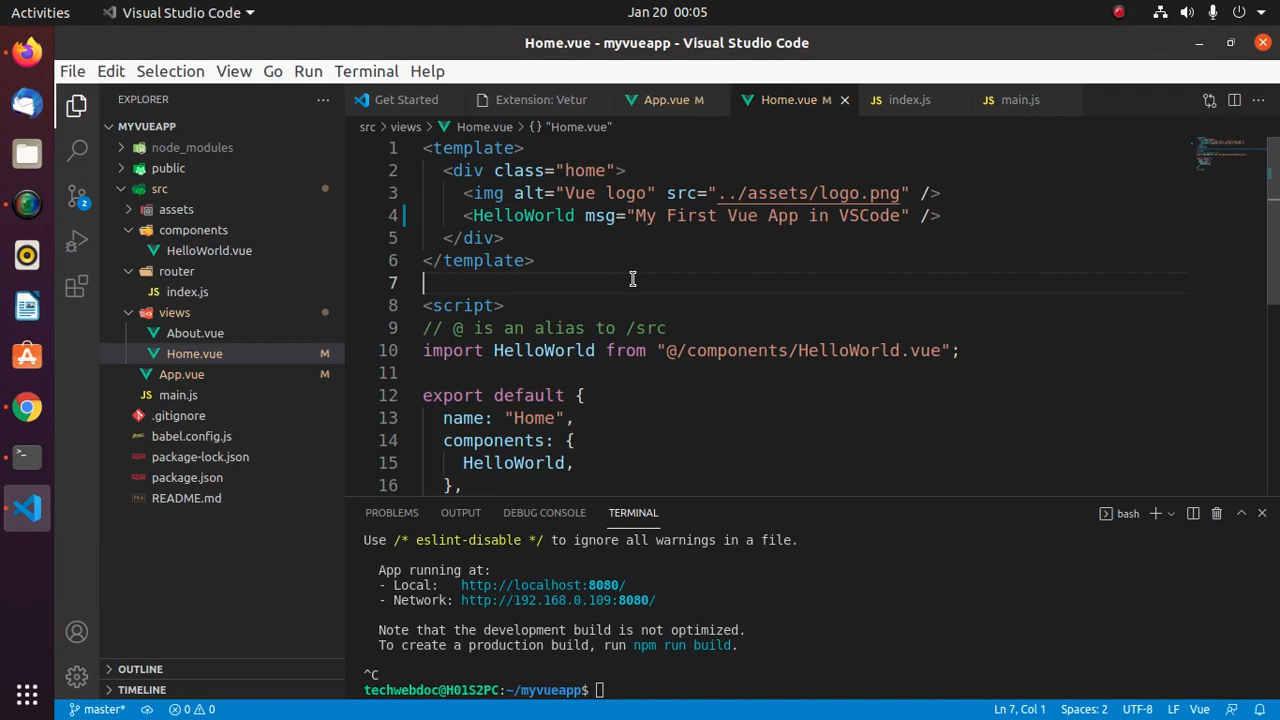 Activities
Visual Studio Code
Jan 20 00:05
Home.vue - myvueapp - Visual Studio Code
File Edit Selection View Go Run Terminal Help
EXPLORER
MYVUEAPP
node_modules
public
src
assets
components
HelloWorld.vue
router
JS index.js
views
About.vue
Home.vue M
App.vue M
JS main.js
.gitignore
babel.config.js
package-lock.json
package.json
README.md
OUTLINE
TIMELINE
2
Get Started
Extension: Vetur
App.vue M
Home.vue M
JS index.js
JS main.js
src > views > Home.vue > {} "Home.vue"
1 <template>
2 <div class="home">
3 <img alt="Vue logo" src="../assets/logo.png" />
4 <HelloWorld msg="My First Vue App in VSCode" />
5 </div>
6 </template>
7
8 <script>
9 // @ is an alias to /src
10 import HelloWorld from "@/components/HelloWorld.vue";
11
12 export default {
13 name: "Home",
14 components: {
15 HelloWorld,
16 },
PROBLEMS OUTPUT DEBUG CONSOLE TERMINAL
bash
Use /* eslint-disable */ to ignore all warnings in a file.
App running at:
- Local: http://localhost:8080/
- Network: http://192.168.0.109:8080/
Note that the development build is not optimized.
To create a production build, run npm run build.
^C
techwebdoc@H01S2PC:~/myvueapp$
master* 0 0
Ln 7, Col 1 Spaces: 2 UTF-8 LF Vue